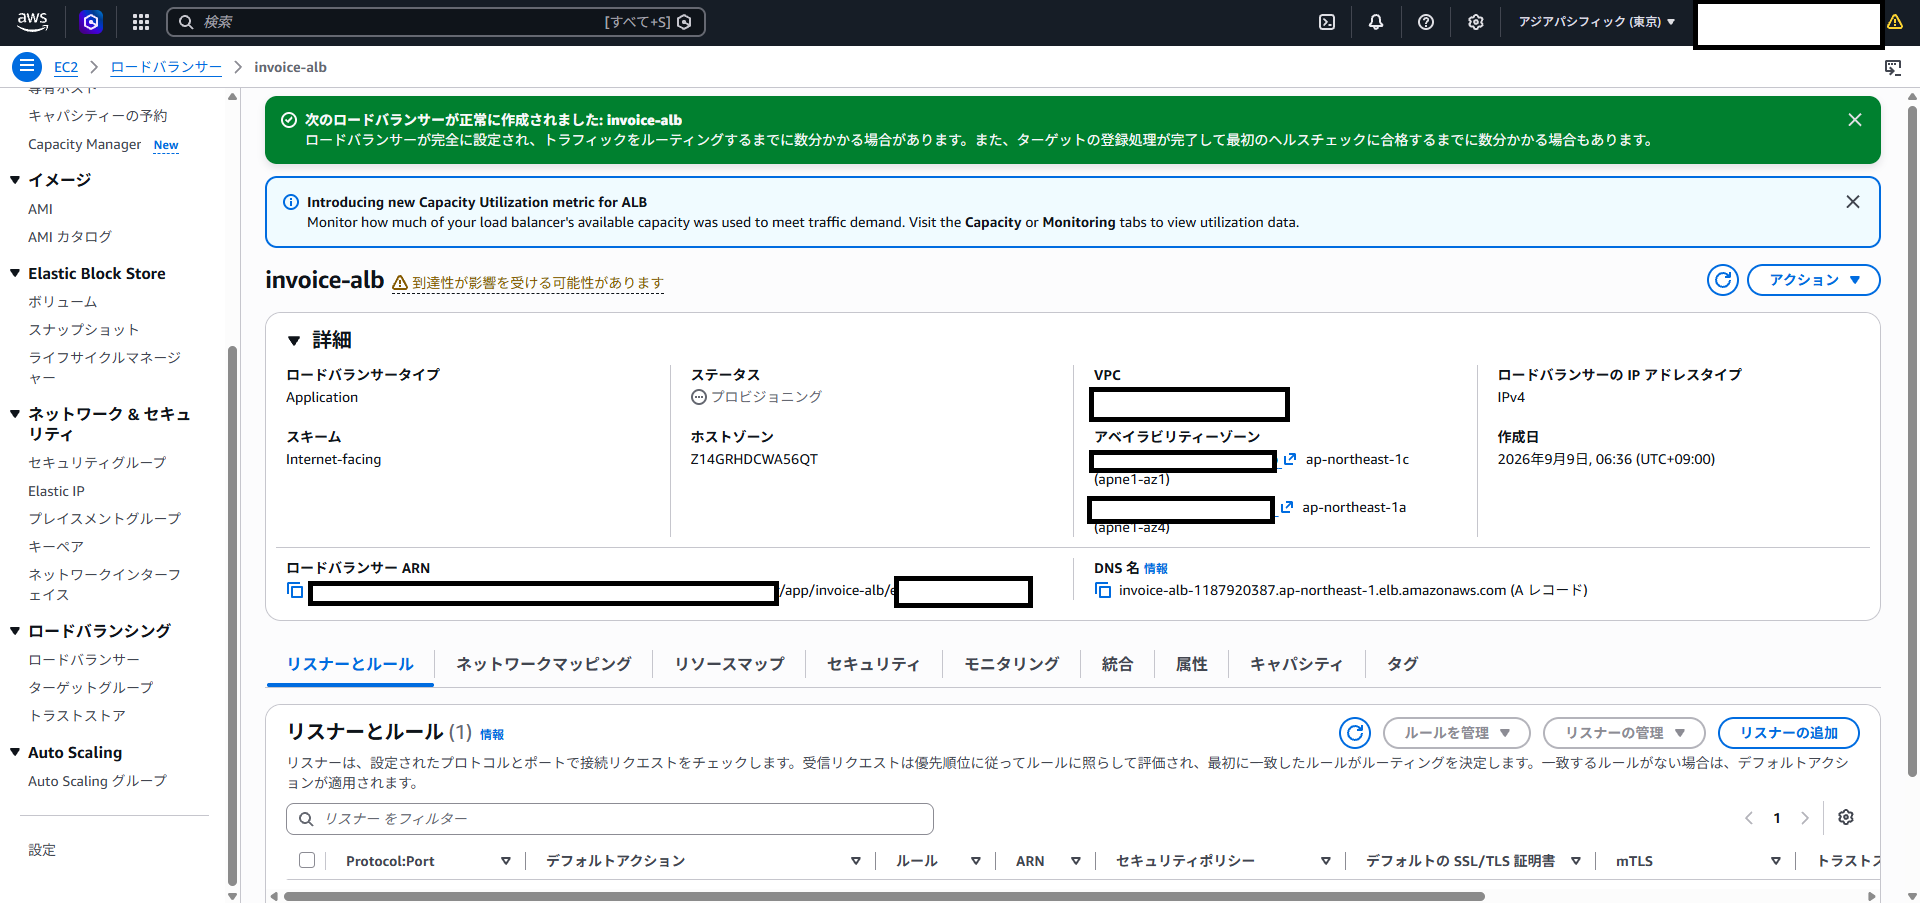 aws
検索
[すべて+S]
アジアパシフィック (東京)
EC2
ロードバランサー
invoice-alb
専有ホスト
キャパシティーの予約
Capacity Manager New
イメージ
AMI
AMI カタログ
Elastic Block Store
ボリューム
スナップショット
ライフサイクルマネージ
ャー
ネットワーク & セキュ
リティ
セキュリティグループ
Elastic IP
プレイスメントグループ
キーペア
ネットワークインターフ
ェイス
ロードバランシング
ロードバランサー
ターゲットグループ
トラストストア
Auto Scaling
Auto Scaling グループ
設定
次のロードバランサーが正常に作成されました: invoice-alb
ロードバランサーが完全に設定され、トラフィックをルーティングするまでに数分かかる場合があります。また、ターゲットの登録処理が完了して最初のヘルスチェックに合格するまでに数分かかる場合もあります。
Introducing new Capacity Utilization metric for ALB
Monitor how much of your load balancer's available capacity was used to meet traffic demand. Visit the Capacity or Monitoring tabs to view utilization data.
invoice-alb
到達性が影響を受ける可能性があります
アクション
詳細
ロードバランサータイプ
Application
ステータス
プロビジョニング
VPC
ロードバランサーの IP アドレスタイプ
IPv4
スキーム
Internet-facing
ホストゾーン
Z14GRHDCWA56QT
アベイラビリティーゾーン
ap-northeast-1c
(apne1-az1)
ap-northeast-1a
(apne1-az4)
作成日
2026年9月9日, 06:36 (UTC+09:00)
ロードバランサー ARN
/app/invoice-alb/e
DNS 名 情報
invoice-alb-1187920387.ap-northeast-1.elb.amazonaws.com (A レコード)
リスナーとルール
ネットワークマッピング
リソースマップ
セキュリティ
モニタリング
統合
属性
キャパシティ
タグ
リスナーとルール (1) 情報
ルールを管理
リスナーの管理
リスナーの追加
リスナーは、設定されたプロトコルとポートで接続リクエストをチェックします。受信リクエストは優先順位に従ってルールに照らして評価され、最初に一致したルールがルーティングを決定します。一致するルールがない場合は、デフォルトアクシ
ョンが適用されます。
リスナー をフィルター
1
Protocol:Port
デフォルトアクション
ルール
ARN
セキュリティポリシー
デフォルトの SSL/TLS 証明書
mTLS
トラストス